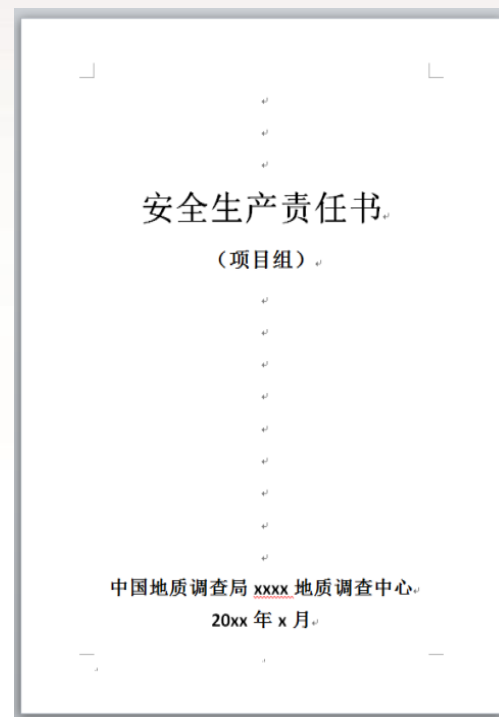 安全生产责任书
（项目组）
中国地质调查局 xxxx 地质调查中心
20xx 年 x 月